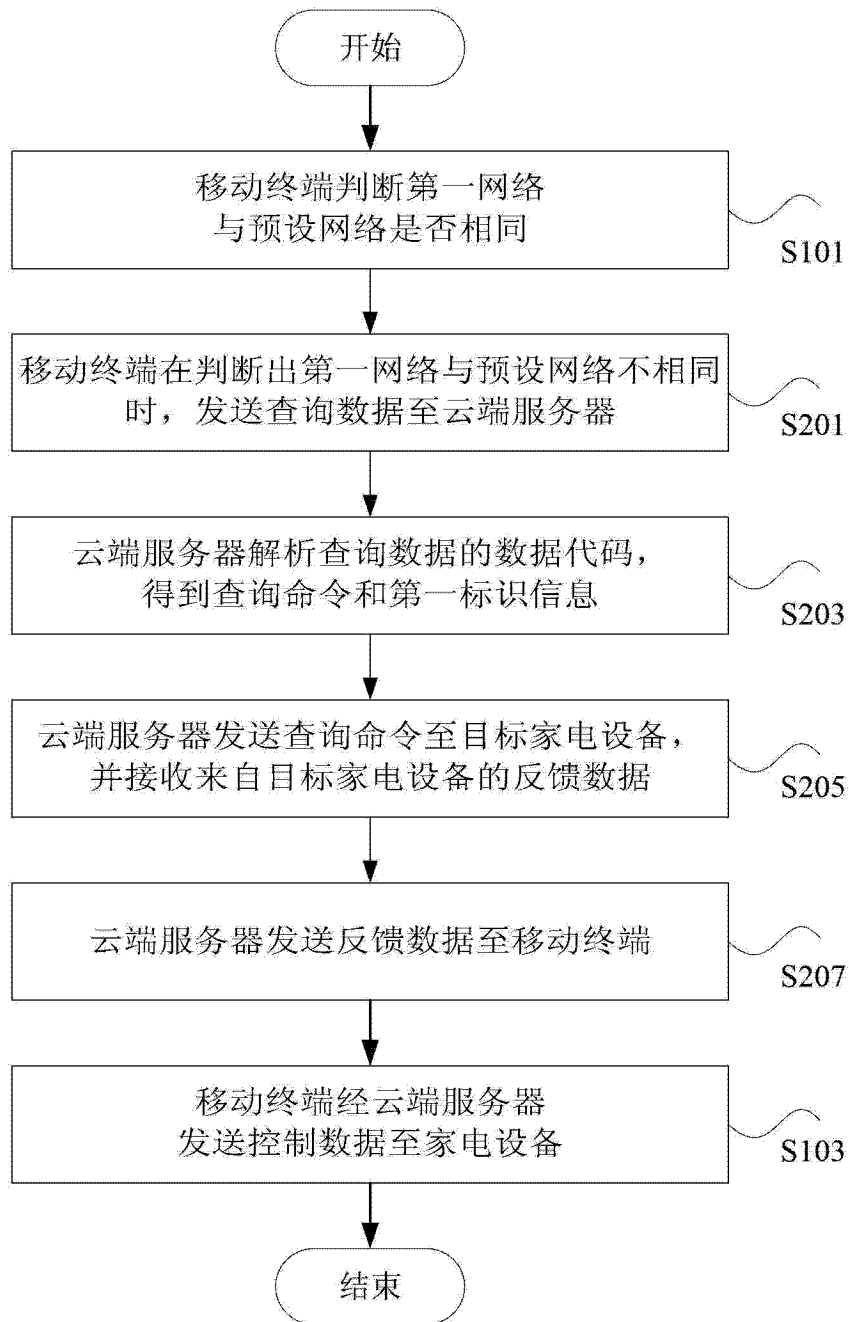 开始
移动终端判断第一网络
与预设网络是否相同
S101
移动终端在判断出第一网络与预设网络不相同
时，发送查询数据至云端服务器
S201
云端服务器解析查询数据的数据代码，
得到查询命令和第一标识信息
S203
云端服务器发送查询命令至目标家电设备，
并接收来自目标家电设备的反馈数据
S205
云端服务器发送反馈数据至移动终端
S207
移动终端经云端服务器
发送控制数据至家电设备
S103
结束